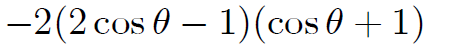 −2(2 cos θ − 1)(cos θ + 1)